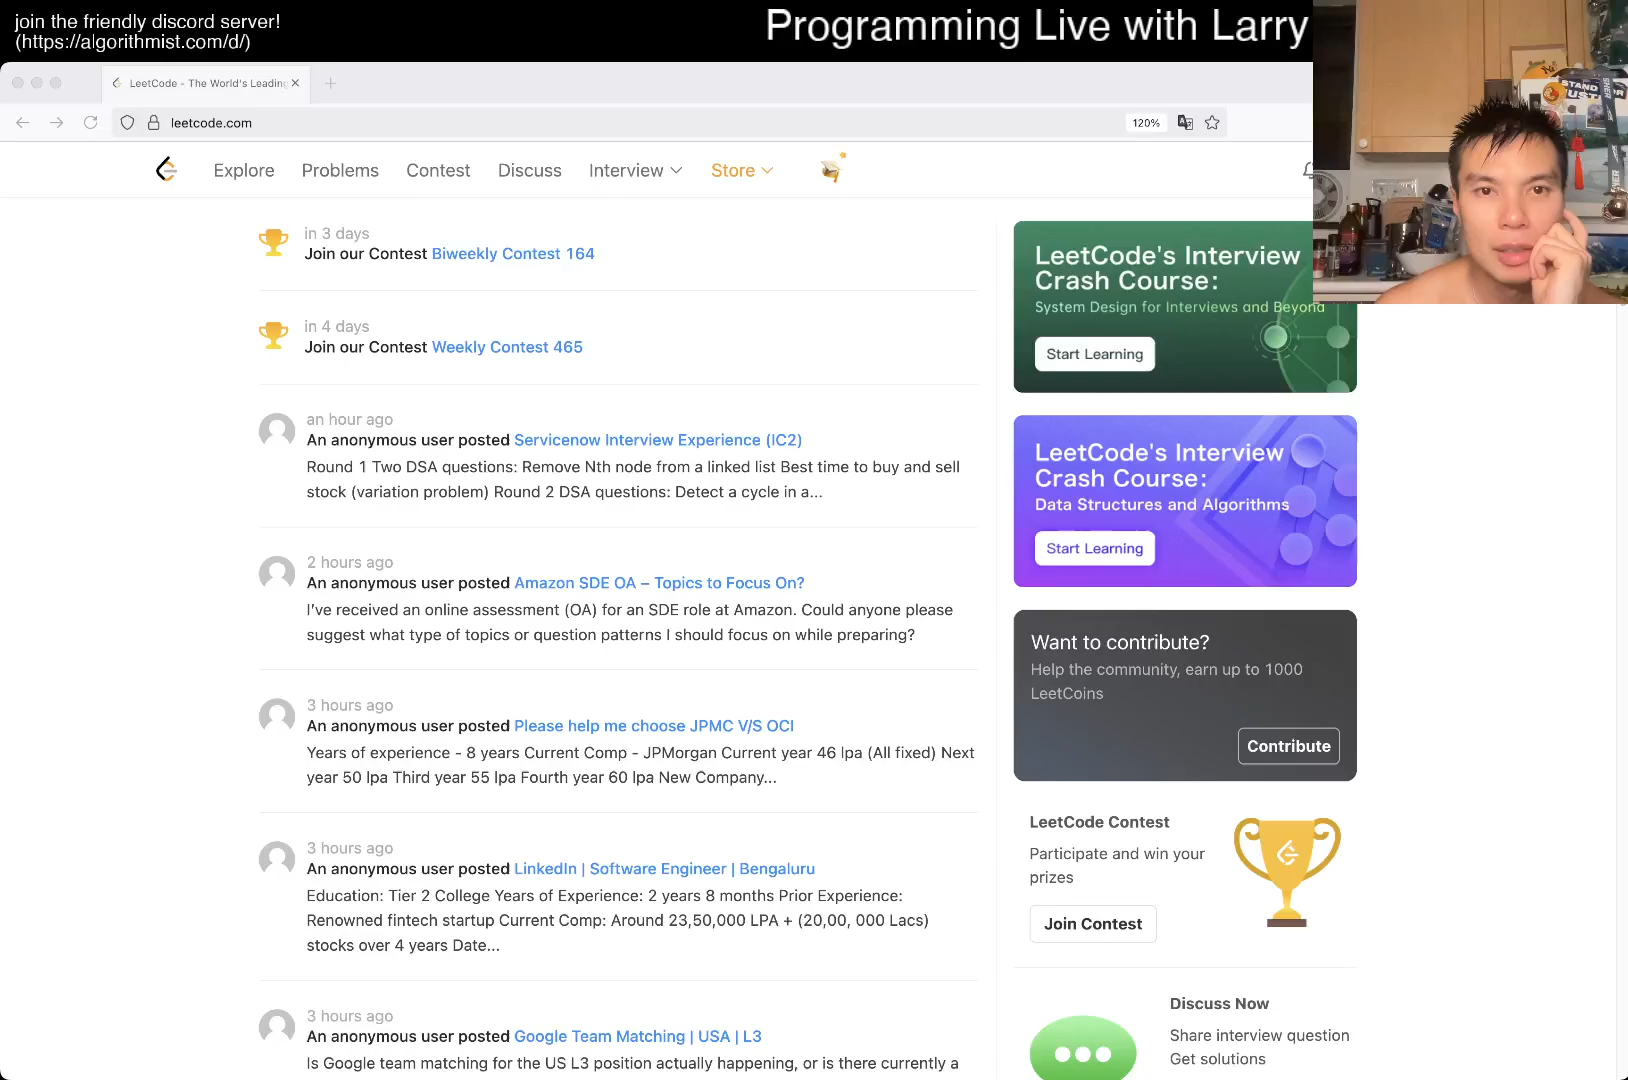 join the friendly discord server!
(https://algorithmist.com/d/)
Programming Live with Larry
LeetCode - The World's Leading
leetcode.com
120%
Explore
Problems
Contest
Discuss
Interview
Store
in 3 days
Join our Contest Biweekly Contest 164
in 4 days
Join our Contest Weekly Contest 465
an hour ago
An anonymous user posted Servicenow Interview Experience (IC2)
Round 1 Two DSA questions: Remove Nth node from a linked list Best time to buy and sell
stock (variation problem) Round 2 DSA questions: Detect a cycle in a...
2 hours ago
An anonymous user posted Amazon SDE OA – Topics to Focus On?
I've received an online assessment (OA) for an SDE role at Amazon. Could anyone please
suggest what type of topics or question patterns I should focus on while preparing?
3 hours ago
An anonymous user posted Please help me choose JPMC V/S OCI
Years of experience - 8 years Current Comp - JPMorgan Current year 46 lpa (All fixed) Next
year 50 lpa Third year 55 lpa Fourth year 60 lpa New Company...
3 hours ago
An anonymous user posted LinkedIn | Software Engineer | Bengaluru
Education: Tier 2 College Years of Experience: 2 years 8 months Prior Experience:
Renowned fintech startup Current Comp: Around 23,50,000 LPA + (20,00, 000 Lacs)
stocks over 4 years Date...
3 hours ago
An anonymous user posted Google Team Matching | USA | L3
Is Google team matching for the US L3 position actually happening, or is there currently a
LeetCode's Interview
Crash Course:
System Design for Interviews and Beyond
Start Learning
LeetCode's Interview
Crash Course:
Data Structures and Algorithms
Start Learning
Want to contribute?
Help the community, earn up to 1000
LeetCoins
Contribute
LeetCode Contest
Participate and win your
prizes
Join Contest
Discuss Now
Share interview question
Get solutions